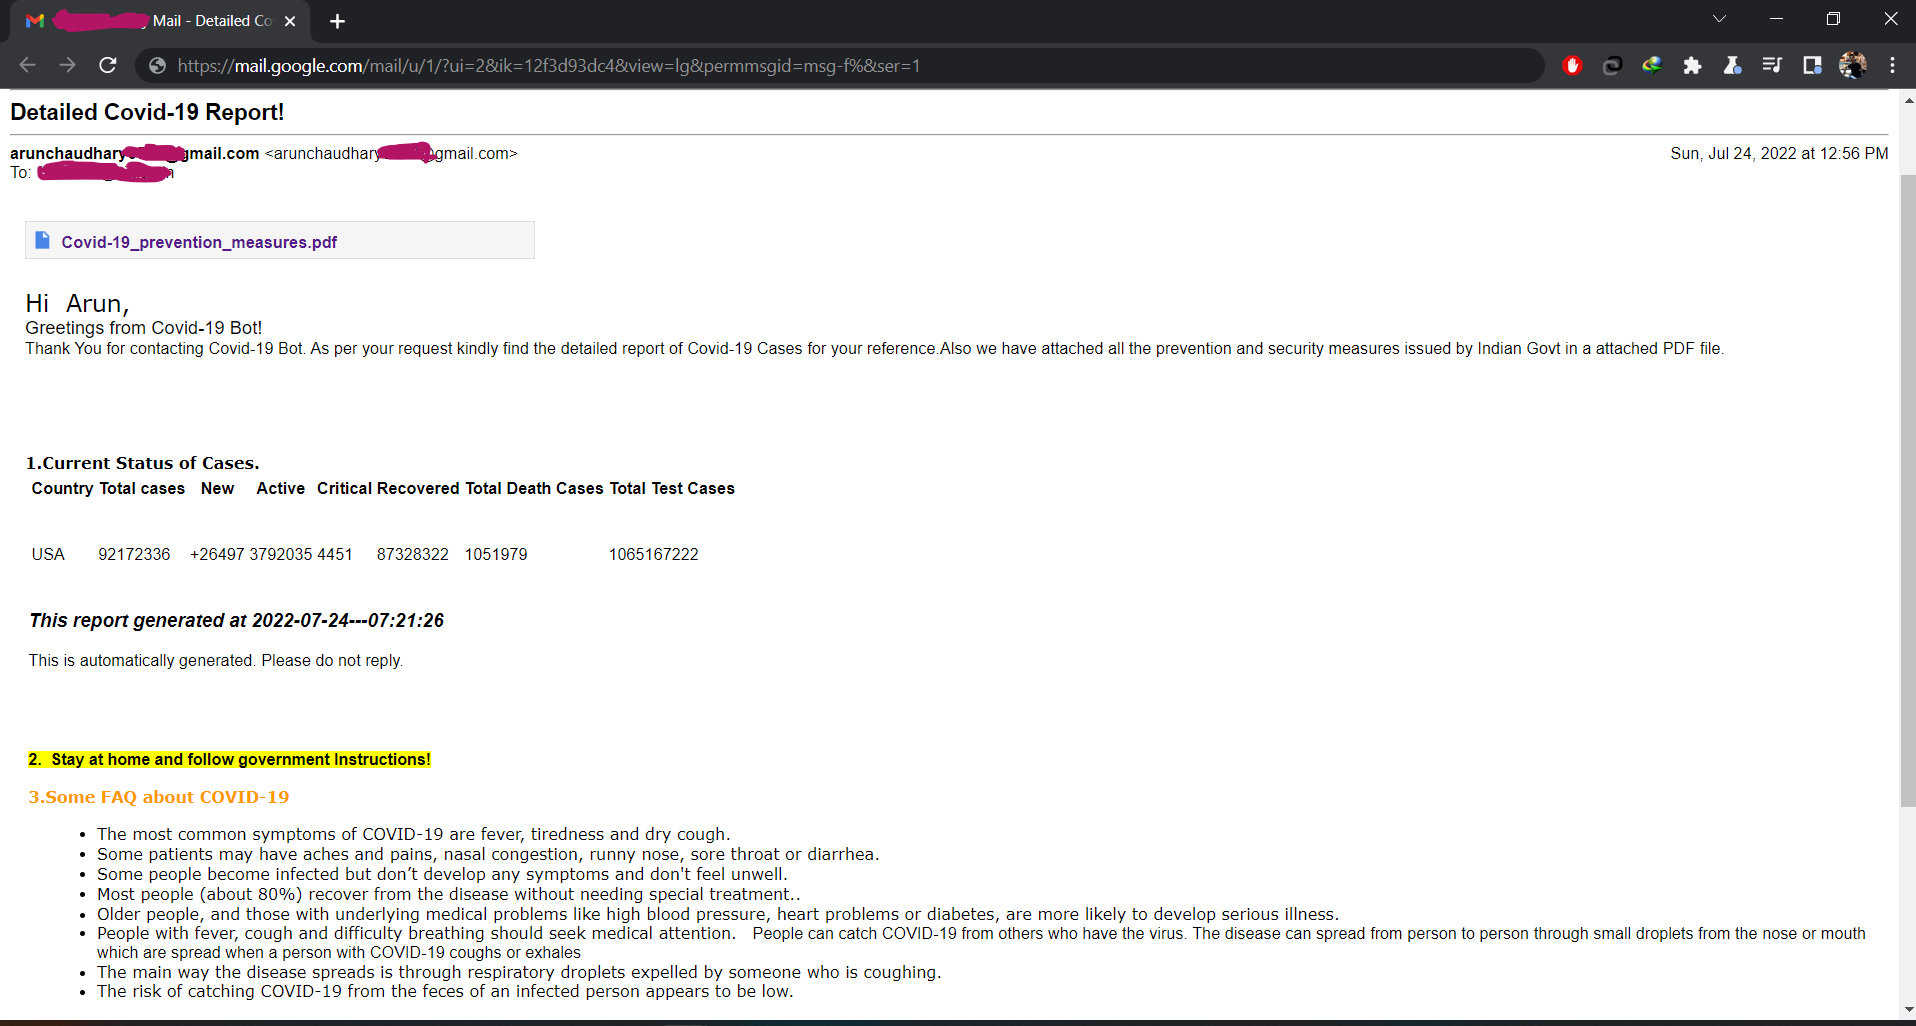 Mail - Detailed Co
https://mail.google.com/mail/u/1/?ui=2&ik=12f3d93dc4&view=lg&permmsgid=msg-f%&ser=1
Detailed Covid-19 Report!
arunchaudhary gmail.com <arunchaudhary gmail.com>
Sun, Jul 24, 2022 at 12:56 PM
To:
Covid-19_prevention_measures.pdf
Hi Arun,
Greetings from Covid-19 Bot!
Thank You for contacting Covid-19 Bot. As per your request kindly find the detailed report of Covid-19 Cases for your reference.Also we have attached all the prevention and security measures issued by Indian Govt in a attached PDF file.
1.Current Status of Cases.
Country Total cases New Active Critical Recovered Total Death Cases Total Test Cases
USA 92172336 +26497 3792035 4451 87328322 1051979 1065167222
This report generated at 2022-07-24---07:21:26
This is automatically generated. Please do not reply.
2. Stay at home and follow government Instructions!
3.Some FAQ about COVID-19
• The most common symptoms of COVID-19 are fever, tiredness and dry cough.
• Some patients may have aches and pains, nasal congestion, runny nose, sore throat or diarrhea.
• Some people become infected but don’t develop any symptoms and don't feel unwell.
• Most people (about 80%) recover from the disease without needing special treatment..
• Older people, and those with underlying medical problems like high blood pressure, heart problems or diabetes, are more likely to develop serious illness.
• People with fever, cough and difficulty breathing should seek medical attention. People can catch COVID-19 from others who have the virus. The disease can spread from person to person through small droplets from the nose or mouth
which are spread when a person with COVID-19 coughs or exhales
• The main way the disease spreads is through respiratory droplets expelled by someone who is coughing.
• The risk of catching COVID-19 from the feces of an infected person appears to be low.